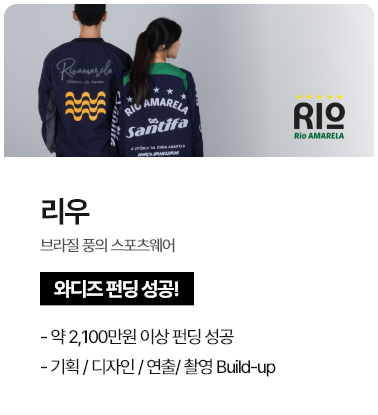 Rioamarela
RIO AMARELA
Santifa
A VITÓRIA DA ONDA AMARELA
MARCA BRASILEIRAS
RIO
Rio AMARELA
리우
브라질 풍의 스포츠웨어
와디즈 펀딩 성공!
- 약 2,100만원 이상 펀딩 성공
- 기획 / 디자인 / 연출/ 촬영 Build-up